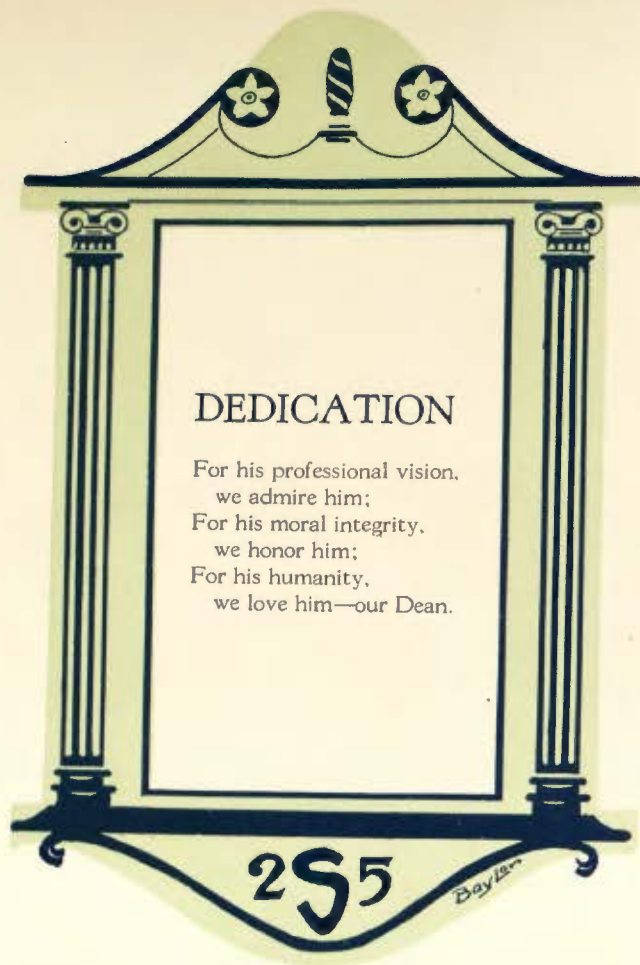 DEDICATION
For his professional vision,
we admire him;
For his moral integrity,
we honor him;
For his humanity,
we love him—our Dean.
2S5
Baylor